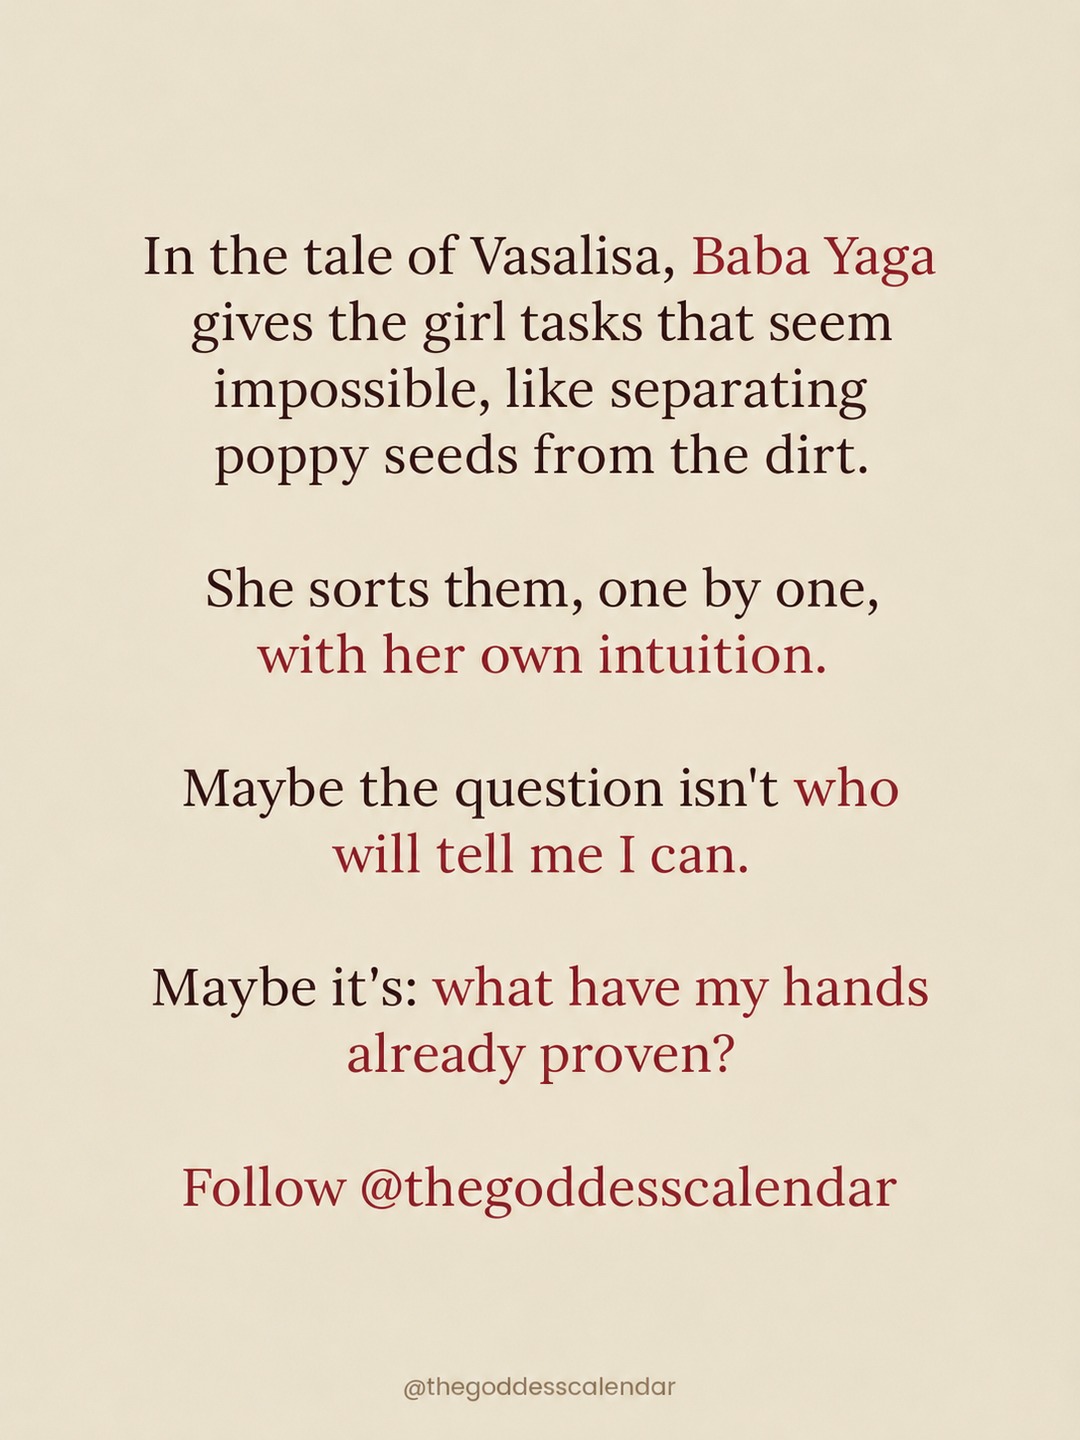 In the tale of Vasalisa, Baba Yaga
gives the girl tasks that seem
impossible, like separating
poppy seeds from the dirt.
She sorts them, one by one,
with her own intuition.
Maybe the question isn't who
will tell me I can.
Maybe it’s: what have my hands
already proven?
Follow @thegoddesscalendar
@thegoddesscalendar